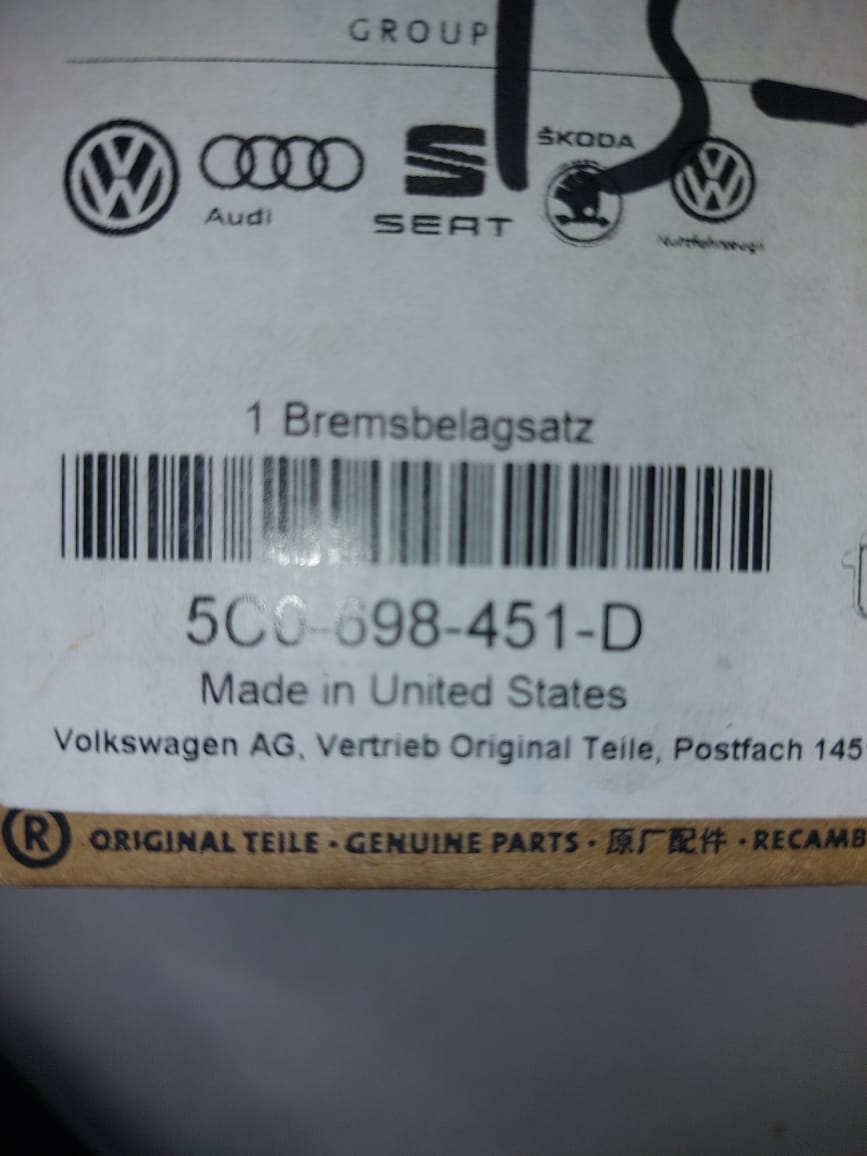 GROUP
Audi
SEAT
ŠKODA
Nutzfahrzeuge
1 Bremsbelagsatz
5C0-698-451-D
Made in United States
Volkswagen AG, Vertrieb Original Teile, Postfach 145
® ORIGINAL TEILE · GENUINE PARTS · 原厂配件 · RECAMB